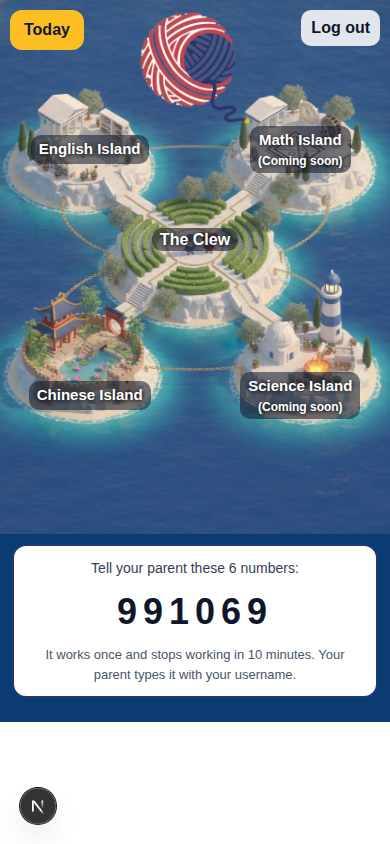 Today
Log out
English Island
Math Island
(Coming soon)
The Clew
Chinese Island
Science Island
(Coming soon)
Tell your parent these 6 numbers:
991069
It works once and stops working in 10 minutes. Your
parent types it with your username.
N